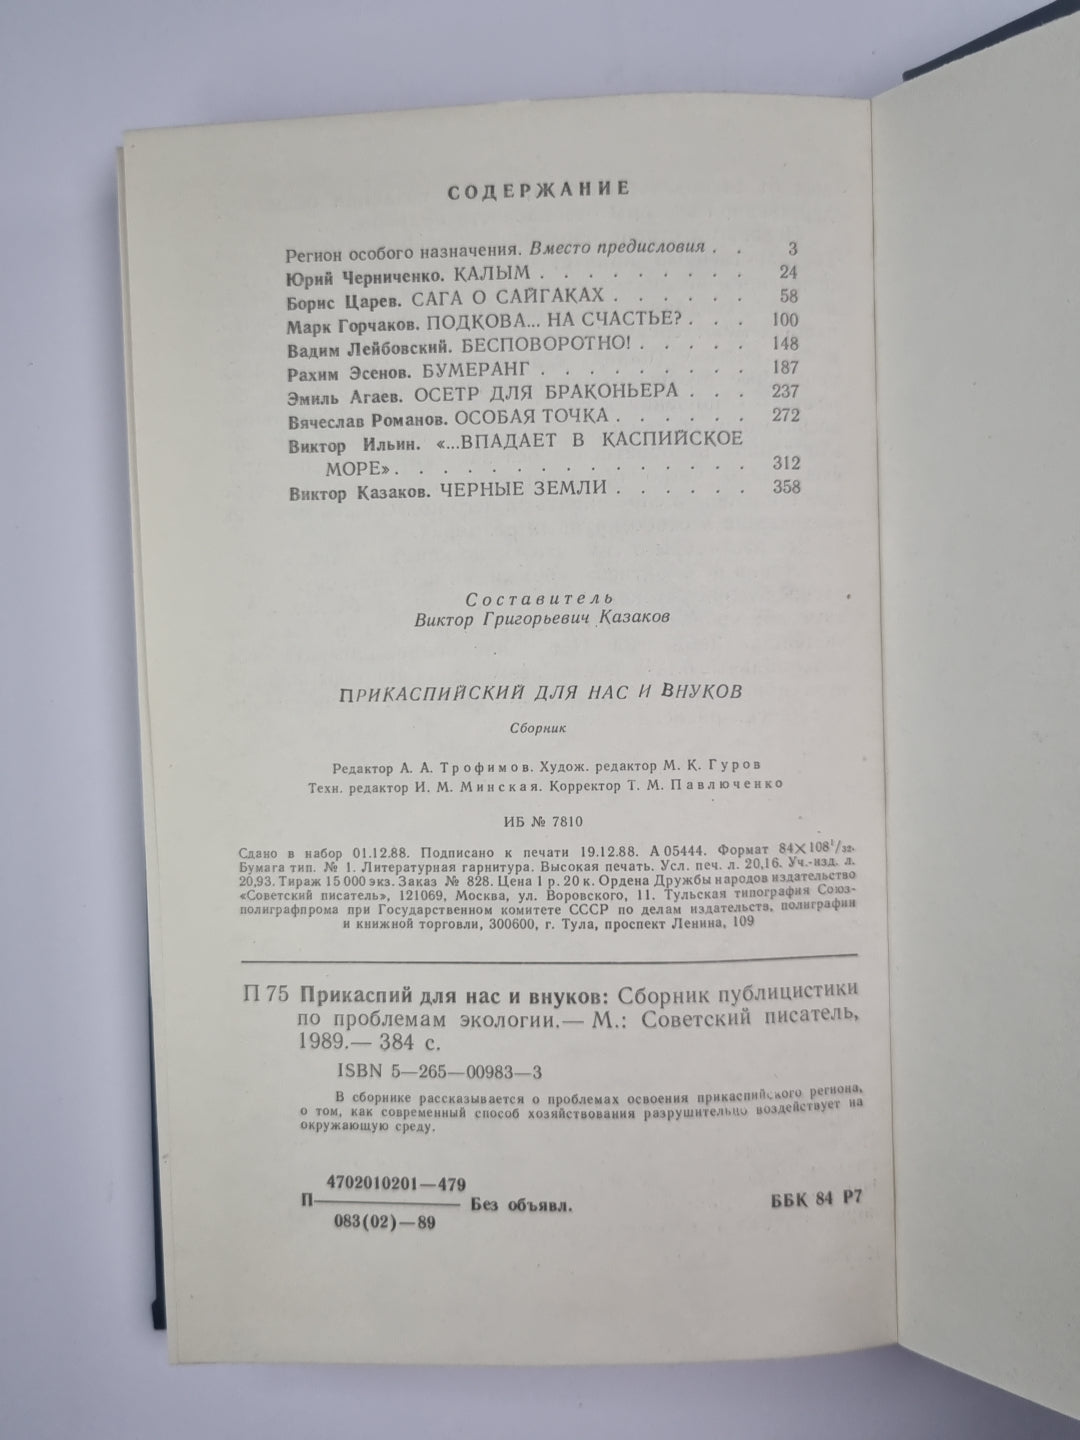 СОДЕРЖАНИЕ
Регион особого назначения. Вместо предисловия . . 3
Юрий Черниченко. КАЛЫМ . . . . . . . . . 24
Борис Царев. САГА О САЙГАКАХ . . . . . . 58
Марк Горчаков. ПОДКОВА... НА СЧАСТЬЕ? . . . 100
Вадим Лейбовский. БЕСПОВОРОТНО! . . . . . 148
Рахим Эсенов. БУМЕРАНГ . . . . . . . . . 187
Эмиль Агаев. ОСЕТР ДЛЯ БРАКОНЬЕРА . . . 237
Вячеслав Романов. ОСОБАЯ ТОЧКА . . . . . . 272
Виктор Ильин. «...ВПАДАЕТ В КАСПИЙСКОЕ
МОРЕ» . . . . . . . . . . . . . . . 312
Виктор Казаков. ЧЕРНЫЕ ЗЕМЛИ . . . . . . 358
Составитель
Виктор Григорьевич Казаков
ПРИКАСПИЙСКИЙ ДЛЯ НАС И ВНУКОВ
Сборник
Редактор А. А. Трофимов. Худож. редактор М. К. Гуров
Техн. редактор И. М. Минская. Корректор Т. М. Павлюченко
ИБ № 7810
Сдано в набор 01.12.88. Подписано к печати 19.12.88. А 05444. Формат 84×108¹/₃₂.
Бумага тип. № 1. Литературная гарнитура. Высокая печать. Усл. печ. л. 20,16. Уч.-изд. л.
20,93. Тираж 15 000 экз. Заказ № 828. Цена 1 р. 20 к. Ордена Дружбы народов издательство
«Советский писатель», 121069, Москва, ул. Воровского, 11. Тульская типография Союз-
полиграфпрома при Государственном комитете СССР по делам издательств, полиграфии
и книжной торговли, 300600, г. Тула, проспект Ленина, 109
П 75 Прикаспий для нас и внуков: Сборник публицистики
по проблемам экологии.— М.: Советский писатель,
1989.— 384 с.
ISBN 5—265—00983—3
В сборнике рассказывается о проблемах освоения прикаспийского региона,
о том, как современный способ хозяйствования разрушительно воздействует на
окружающую среду.
4702010201—479
П Без объявл. ББК 84 Р7
083(02)—89